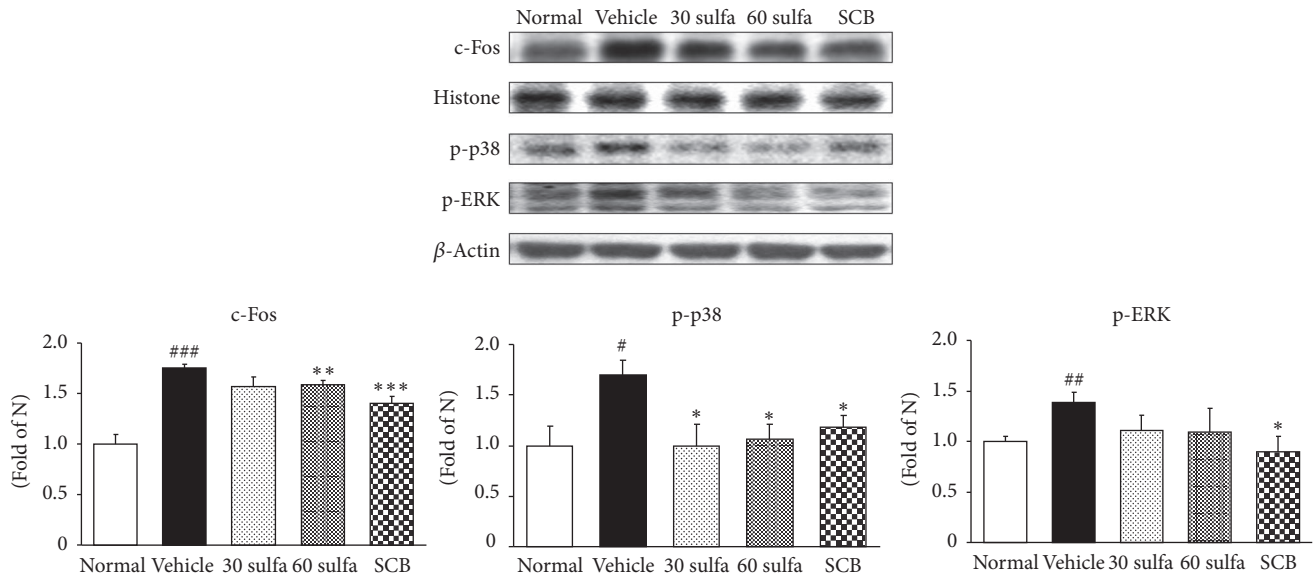 Normal Vehicle 30 sulfa 60 sulfa SCB
c-Fos
Histone
p-p38
p-ERK
β-Actin
c-Fos
(Fold of N)
2.0
1.5
1.0
0.5
0
###
**
***
Normal Vehicle 30 sulfa 60 sulfa SCB
p-p38
(Fold of N)
2.0
1.5
1.0
0.5
0
#
*
*
*
Normal Vehicle 30 sulfa 60 sulfa SCB
p-ERK
(Fold of N)
2.0
1.5
1.0
0.5
0
##
*
Normal Vehicle 30 sulfa 60 sulfa SCB